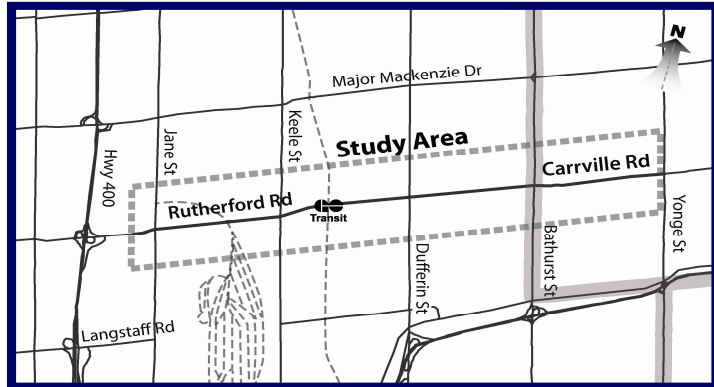 N
Major Mackenzie Dr
Hwy 400
Jane St
Keele St
Study Area
Carrville Rd
Rutherford Rd
GO
Transit
Yonge St
Dufferin St
Bathurst St
Langstaff Rd